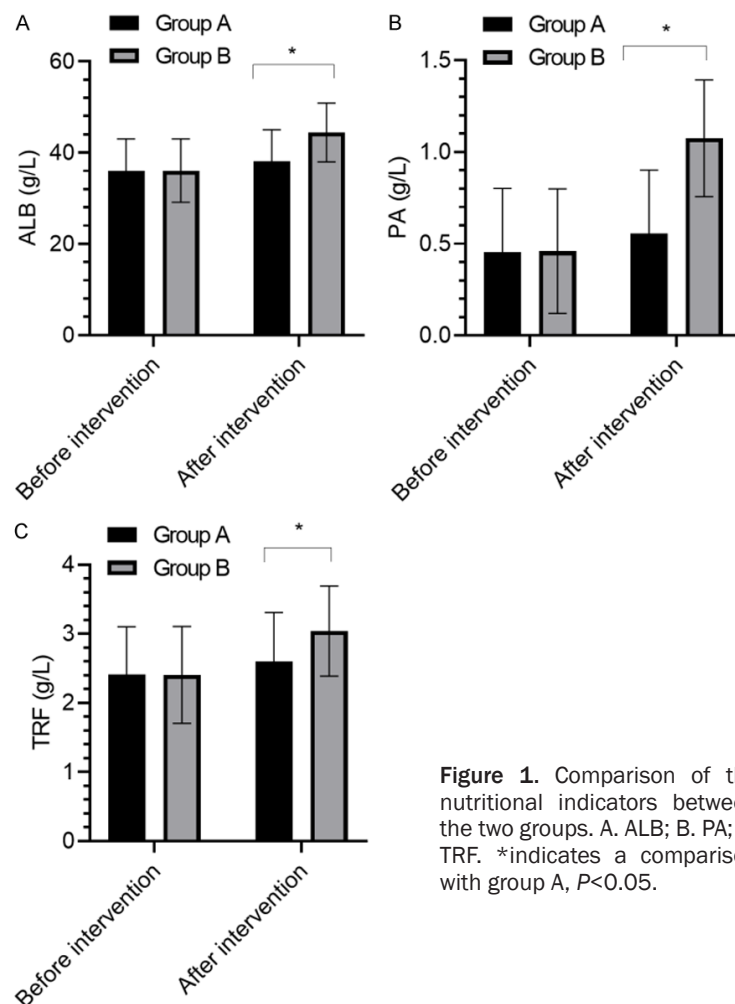 A
Group A
Group B
*
60
40
20
0
ALB (g/L)
Before intervention
After intervention
B
Group A
Group B
*
1.5
1.0
0.5
0.0
PA (g/L)
Before intervention
After intervention
C
Group A
Group B
*
4
3
2
1
0
TRF (g/L)
Before intervention
After intervention
Figure 1. Comparison of
nutritional indicators
the two groups. A. ALB; B. PA;
TRF. *indicates a
with group A, P<0.05.